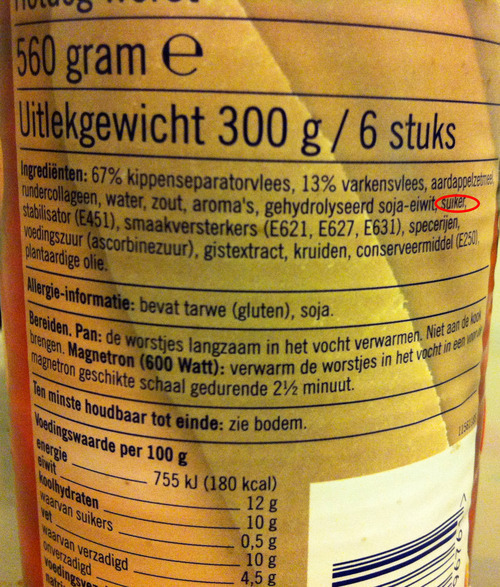 560 gram e
Uitlekgewicht 300 g / 6 stuks
Ingrediënten: 67% kippenseparatorvlees, 13% varkensvlees, aardappelzetmeel,
rundercollageen, water, zout, aroma's, gehydrolyseerd soja-eiwit, suiker,
stabilisator (E451), smaakversterkers (E621, E627, E631), specerijen,
voedingszuur (ascorbinezuur), gistextract, kruiden, conserveermiddel (E250),
plantaardige olie.
Allergie-informatie: bevat tarwe (gluten), soja.
Bereiden. Pan: de worstjes langzaam in het vocht verwarmen. Niet aan de kook
brengen. Magnetron (600 Watt): verwarm de worstjes in het vocht in een voor de
magnetron geschikte schaal gedurende 2½ minuut.
Ten minste houdbaar tot einde: zie bodem.
Voedingswaarde per 100 g
energie 755 kJ (180 kcal)
eiwit 12 g
koolhydraten 10 g
waarvan suikers 0,5 g
vet 10 g
waarvan verzadigd 4,5 g
onverzadigd